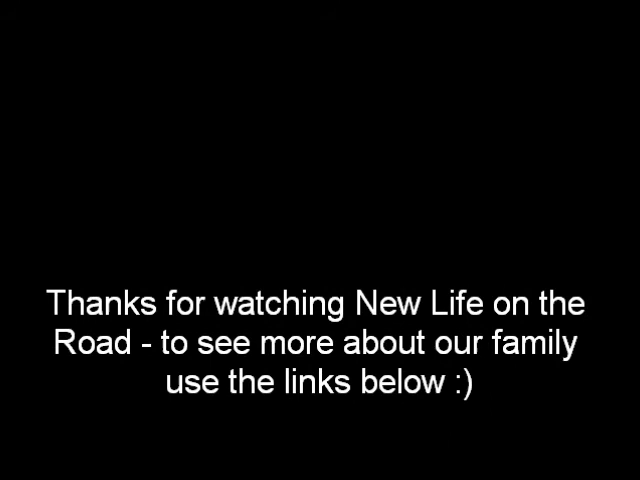 Thanks for watching New Life on the
Road - to see more about our family
use the links below :)